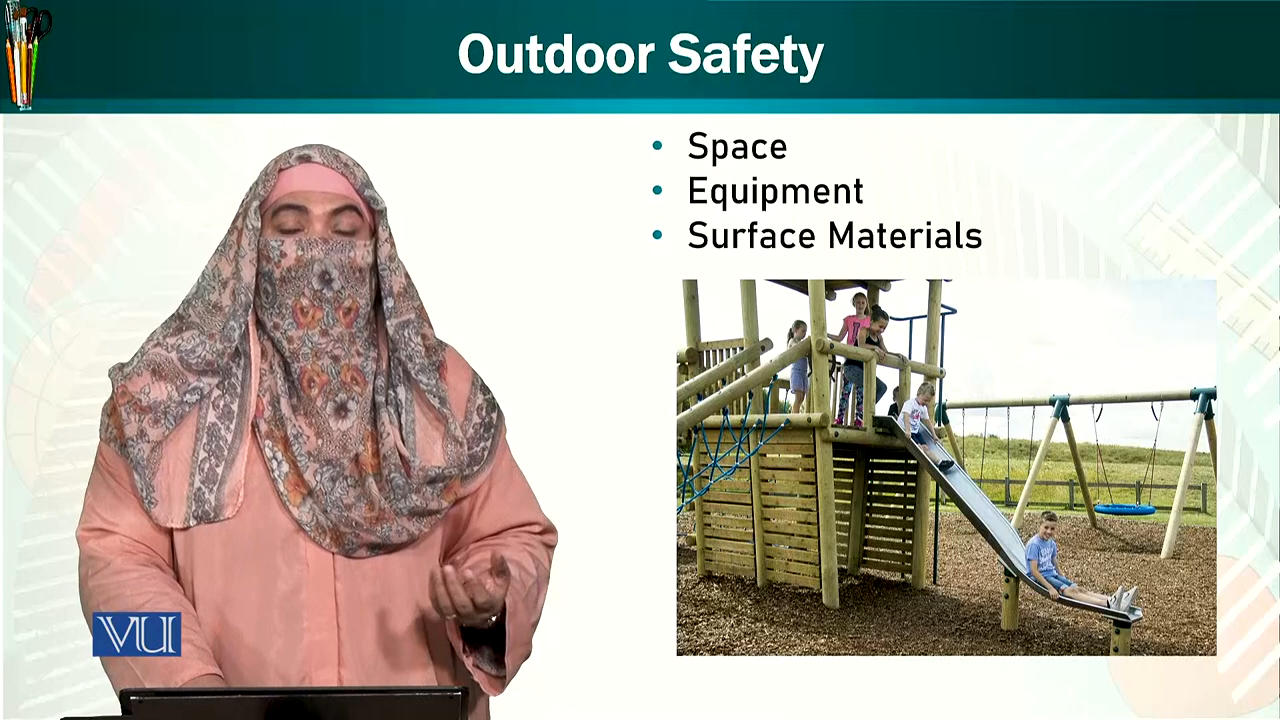 Outdoor Safety
• Space
• Equipment
• Surface Materials
VU